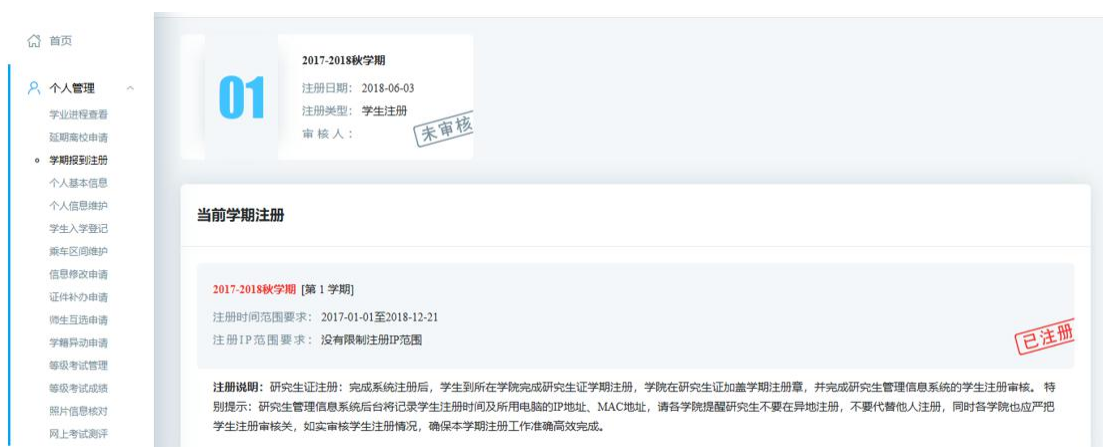 首页
个人管理
学业进程查看
延期离校申请
学期报到注册
个人基本信息
个人信息维护
学生入学登记
乘车区间维护
信息修改申请
证件补办申请
师生互选申请
学籍异动申请
等级考试管理
等级考试成绩
照片信息核对
网上考试测评
01
2017-2018秋学期
注册日期: 2018-06-03
注册类型: 学生注册
审 核 人 :
未审核
当前学期注册
2017-2018秋学期 [第 1 学期]
注册时间范围要求: 2017-01-01至2018-12-21
注册IP范围要求: 没有限制注册IP范围
已注册
注册说明: 研究生证注册: 完成系统注册后, 学生到所在学院完成研究生证学期注册, 学院在研究生证加盖学期注册章, 并完成研究生管理信息系统的学生注册审核。 特
别提示: 研究生管理信息系统后台将记录学生注册时间及所用电脑的IP地址、MAC地址, 请各学院提醒研究生不要在异地注册, 不要代替他人注册, 同时各学院也应严把
学生注册审核关, 如实审核学生注册情况, 确保本学期注册工作准确高效完成。